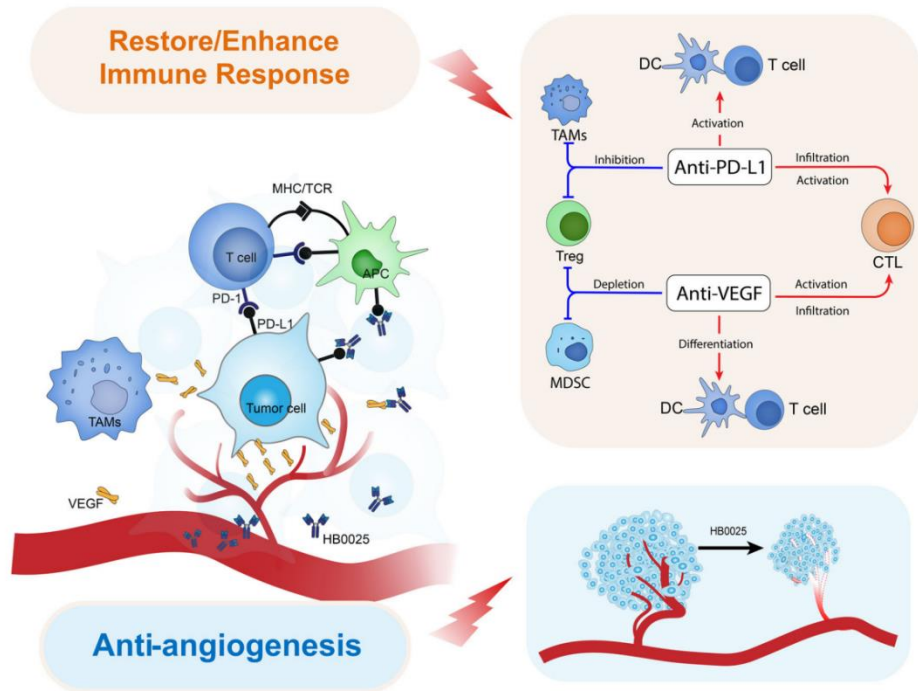 Restore/Enhance
Immune Response
MHC/TCR
T cell
APC
PD-1
PD-L1
TAMs
Tumor cell
VEGF
HB0025
Anti-angiogenesis
DC
T cell
TAMs
Activation
Inhibition
Anti-PD-L1
Infiltration
Activation
Treg
CTL
Depletion
Anti-VEGF
Activation
Infiltration
MDSC
Differentiation
DC
T cell
HB0025